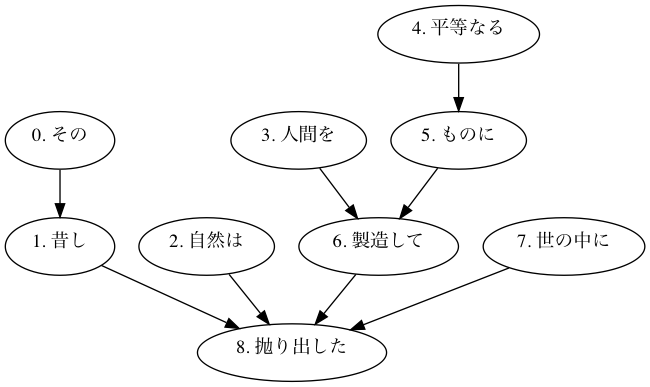 4. 平等なる
0. その
3. 人間を
5. ものに
1. 昔し
2. 自然は
6. 製造して
7. 世の中に
8. 抛り出した